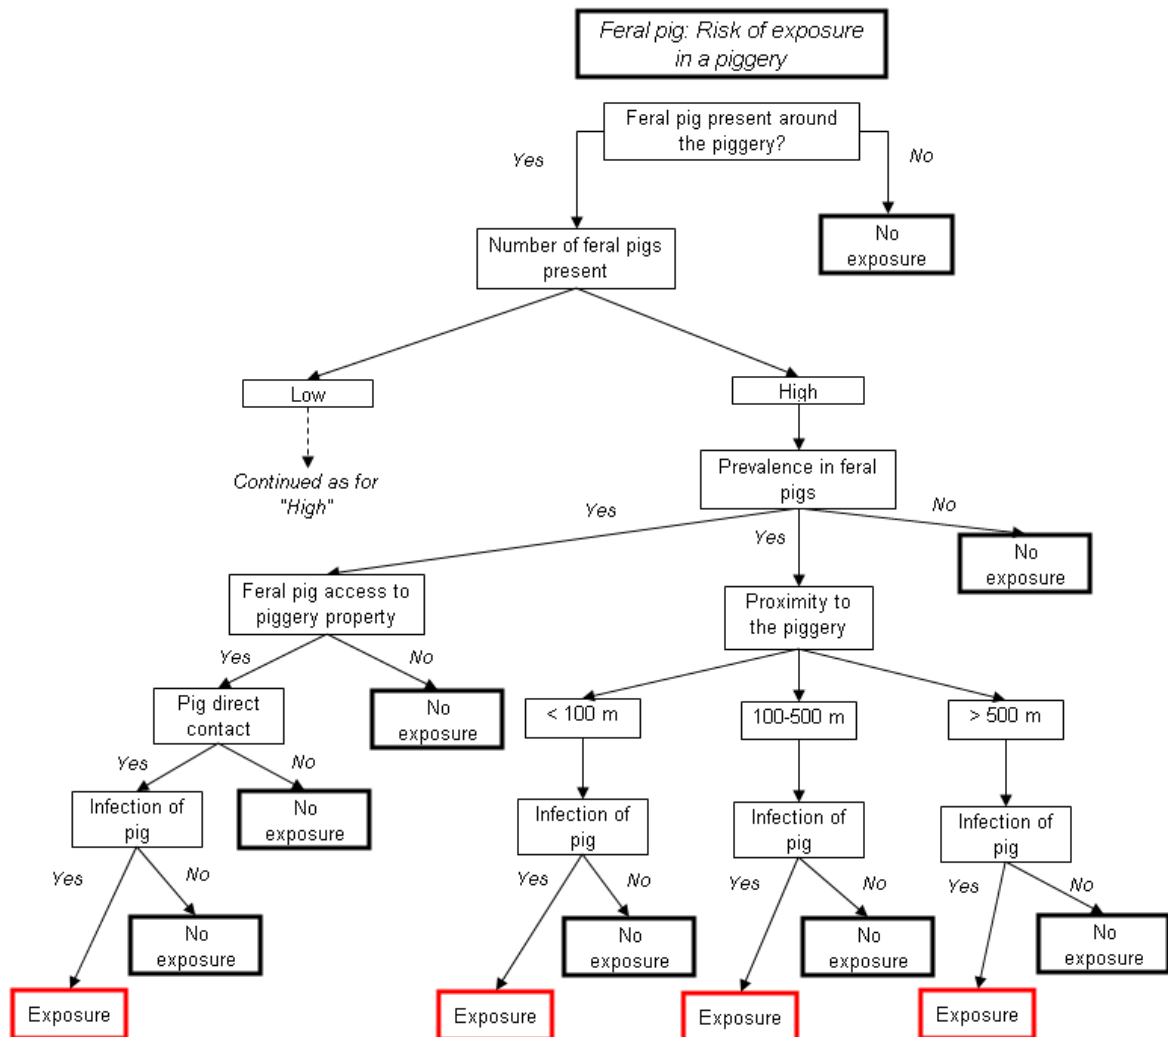 Feral pig: Risk of exposure
in a piggery
Feral pig present around
the piggery?
Yes
No
No
exposure
Number of feral pigs
present
Low
High
Continued as for
"High"
Prevalence in feral
pigs
Yes
Yes
No
No
exposure
Feral pig access to
piggery property
Proximity to
the piggery
Yes
No
No
exposure
Pig direct
contact
< 100 m
100-500 m
> 500 m
Yes
No
No
exposure
Infection of
pig
Infection of
pig
Infection of
pig
Infection of
pig
Yes
No
Yes
No
Yes
No
Yes
No
No
exposure
No
exposure
No
exposure
No
exposure
Exposure
Exposure
Exposure
Exposure